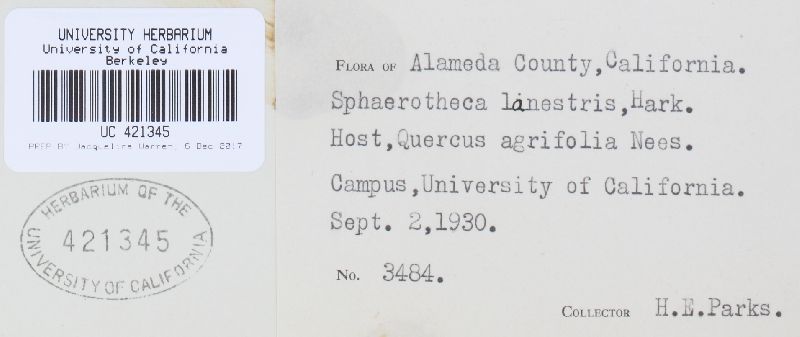 UNIVERSITY HERBARIUM
University of California
Berkeley
UC 421345
PREP BY Jacqueline Warren; 6 Dec 2017
HERBARIUM OF THE
421345
UNIVERSITY OF CALIFORNIA
FLORA OF Alameda County,California.
Sphaerotheca lanestris,Hark.
Host,Quercus agrifolia Nees.
Campus,University of California.
Sept. 2,1930.
No. 3484.
COLLECTOR H.E.Parks.